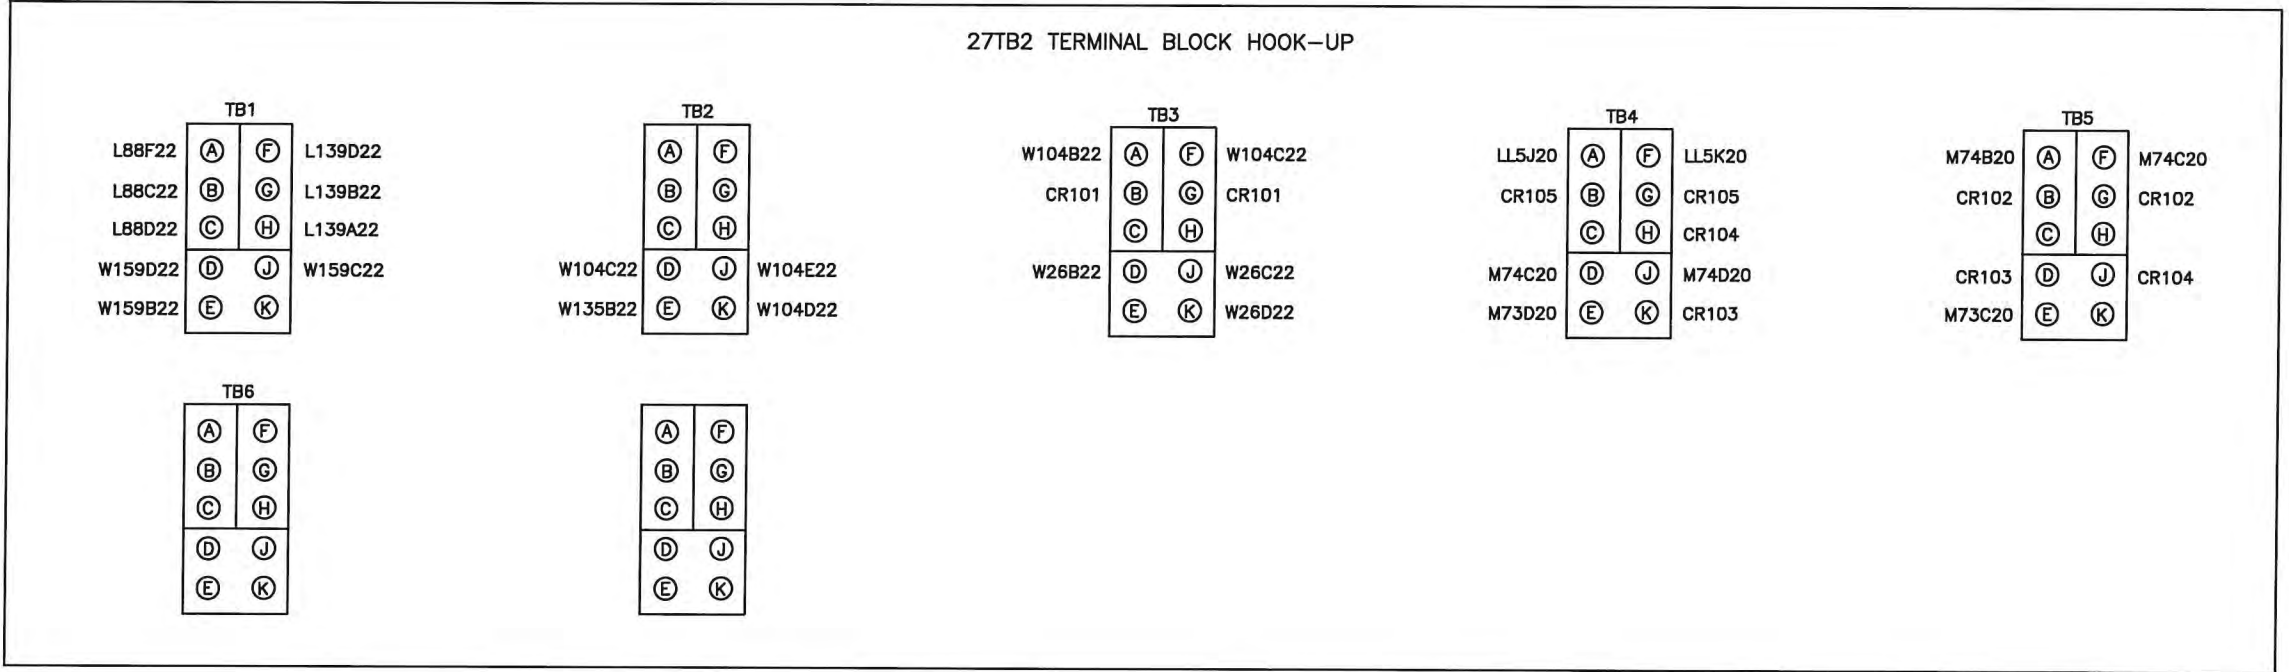 27TB2 TERMINAL BLOCK HOOK-UP
TB1
L88F22 A F L139D22
L88C22 B G L139B22
L88D22 C H L139A22
W159D22 D J W159C22
W159B22 E K
TB2
A F
B G
C H
W104C22 D J W104E22
W135B22 E K W104D22
TB3
W104B22 A F W104C22
CR101 B G CR101
C H
W26B22 D J W26C22
E K W26D22
TB4
LL5J20 A F LL5K20
CR105 B G CR105
C H CR104
M74C20 D J M74D20
M73D20 E K CR103
TB5
M74B20 A F M74C20
CR102 B G CR102
C H
CR103 D J CR104
M73C20 E K
TB6
A F
B G
C H
D J
E K
A F
B G
C H
D J
E K